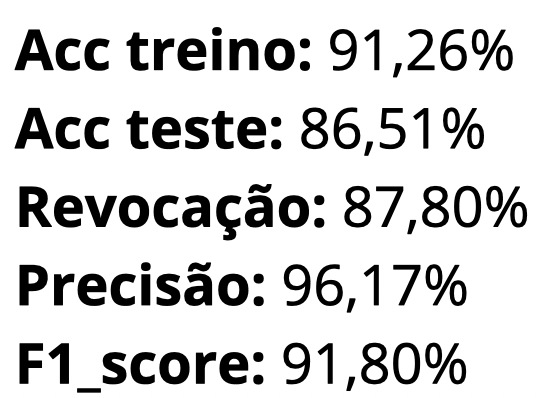 Acc treino: 91,26%
Acc teste: 86,51%
Revocação: 87,80%
Precisão: 96,17%
F1_score: 91,80%